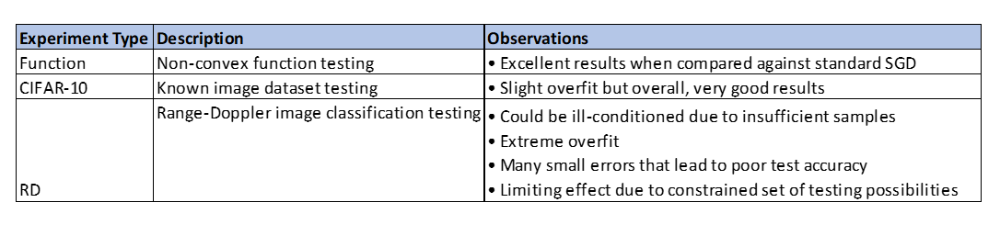 Experiment Type Description Observations
Function Non-convex function testing • Excellent results when compared against standard SGD
CIFAR-10 Known image dataset testing • Slight overfit but overall, very good results
Range-Doppler image classification testing • Could be ill-conditioned due to insufficient samples
• Extreme overfit
• Many small errors that lead to poor test accuracy
RD • Limiting effect due to constrained set of testing possibilities